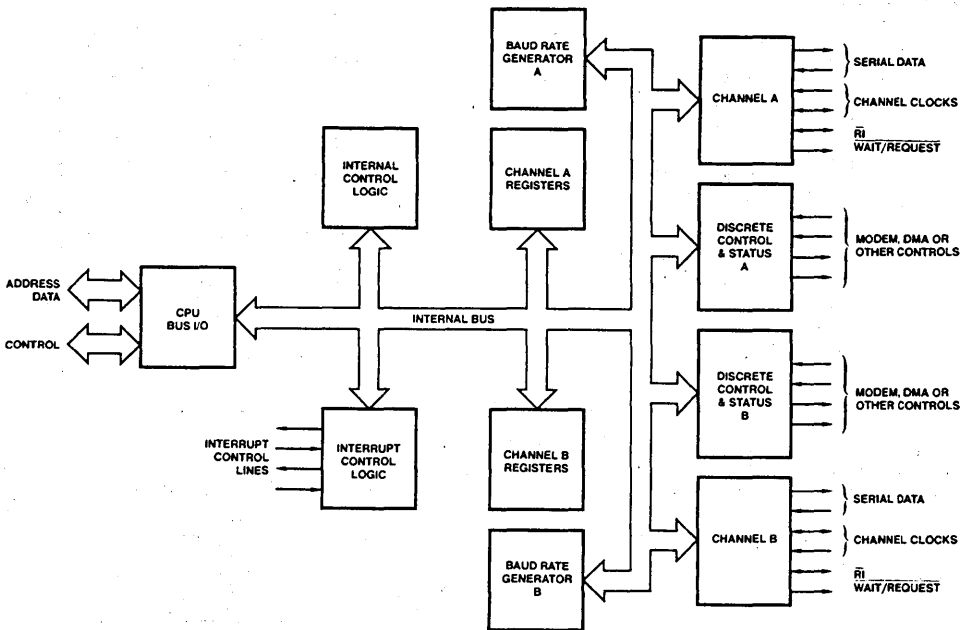 BAUD RATE
GENERATOR
A
CHANNEL A
SERIAL DATA
CHANNEL CLOCKS
RI
WAIT/REQUEST
INTERNAL
CONTROL
LOGIC
CHANNEL A
REGISTERS
DISCRETE
CONTROL
& STATUS
A
MODEM, DMA OR
OTHER CONTROLS
ADDRESS
DATA
CONTROL
CPU
BUS I/O
INTERNAL BUS
DISCRETE
CONTROL
& STATUS
B
MODEM, DMA OR
OTHER CONTROLS
INTERRUPT
CONTROL
LINES
INTERRUPT
CONTROL
LOGIC
CHANNEL B
REGISTERS
BAUD RATE
GENERATOR
B
CHANNEL B
SERIAL DATA
CHANNEL CLOCKS
RI
WAIT/REQUEST